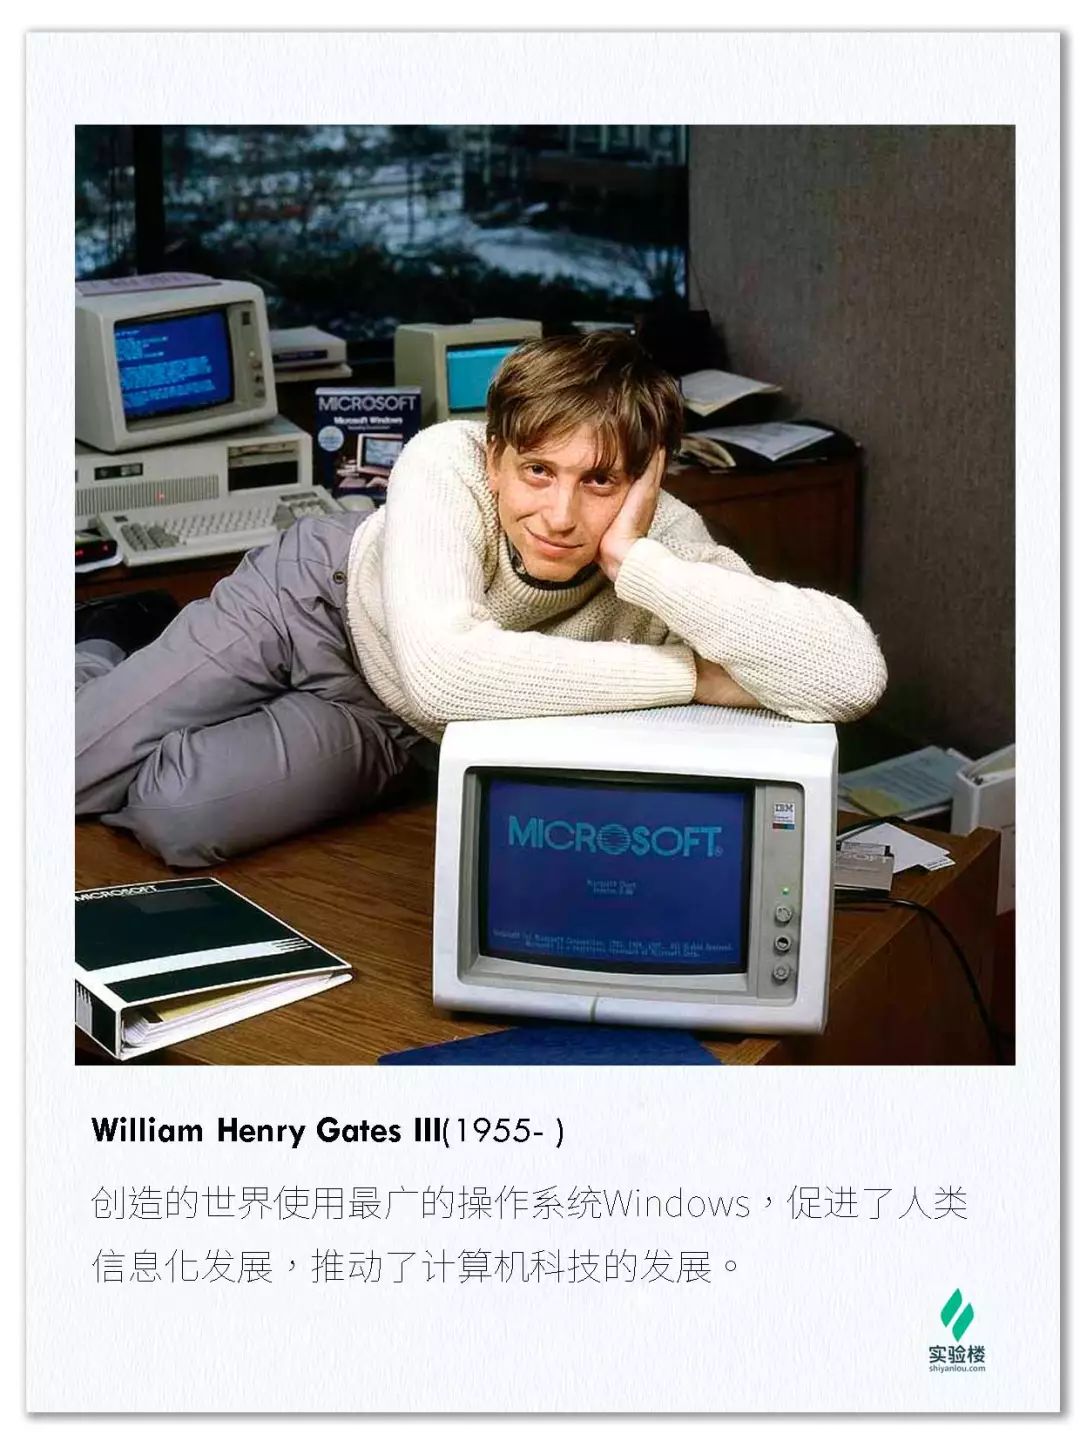 MICROSOFT
Microsoft Windows
IBM
MICROSOFT®
Microsoft Chart
MICROSOFT
William Henry Gates III(1955- )
创造的世界使用最广的操作系统Windows，促进了人类
信息化发展，推动了计算机科技的发展。
实验楼
shiyanlou.com